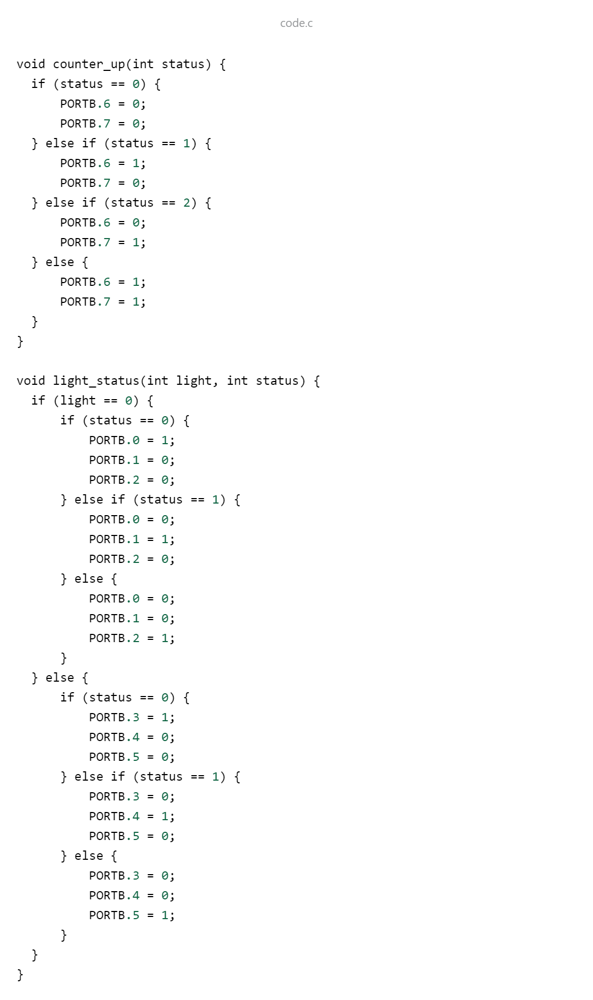 code.c
void counter_up(int status) {
  if (status == 0) {
      PORTB.6 = 0;
      PORTB.7 = 0;
  } else if (status == 1) {
      PORTB.6 = 1;
      PORTB.7 = 0;
  } else if (status == 2) {
      PORTB.6 = 0;
      PORTB.7 = 1;
  } else {
      PORTB.6 = 1;
      PORTB.7 = 1;
  }
}

void light_status(int light, int status) {
  if (light == 0) {
      if (status == 0) {
          PORTB.0 = 1;
          PORTB.1 = 0;
          PORTB.2 = 0;
      } else if (status == 1) {
          PORTB.0 = 0;
          PORTB.1 = 1;
          PORTB.2 = 0;
      } else {
          PORTB.0 = 0;
          PORTB.1 = 0;
          PORTB.2 = 1;
      }
  } else {
      if (status == 0) {
          PORTB.3 = 1;
          PORTB.4 = 0;
          PORTB.5 = 0;
      } else if (status == 1) {
          PORTB.3 = 0;
          PORTB.4 = 1;
          PORTB.5 = 0;
      } else {
          PORTB.3 = 0;
          PORTB.4 = 0;
          PORTB.5 = 1;
      }
  }
}